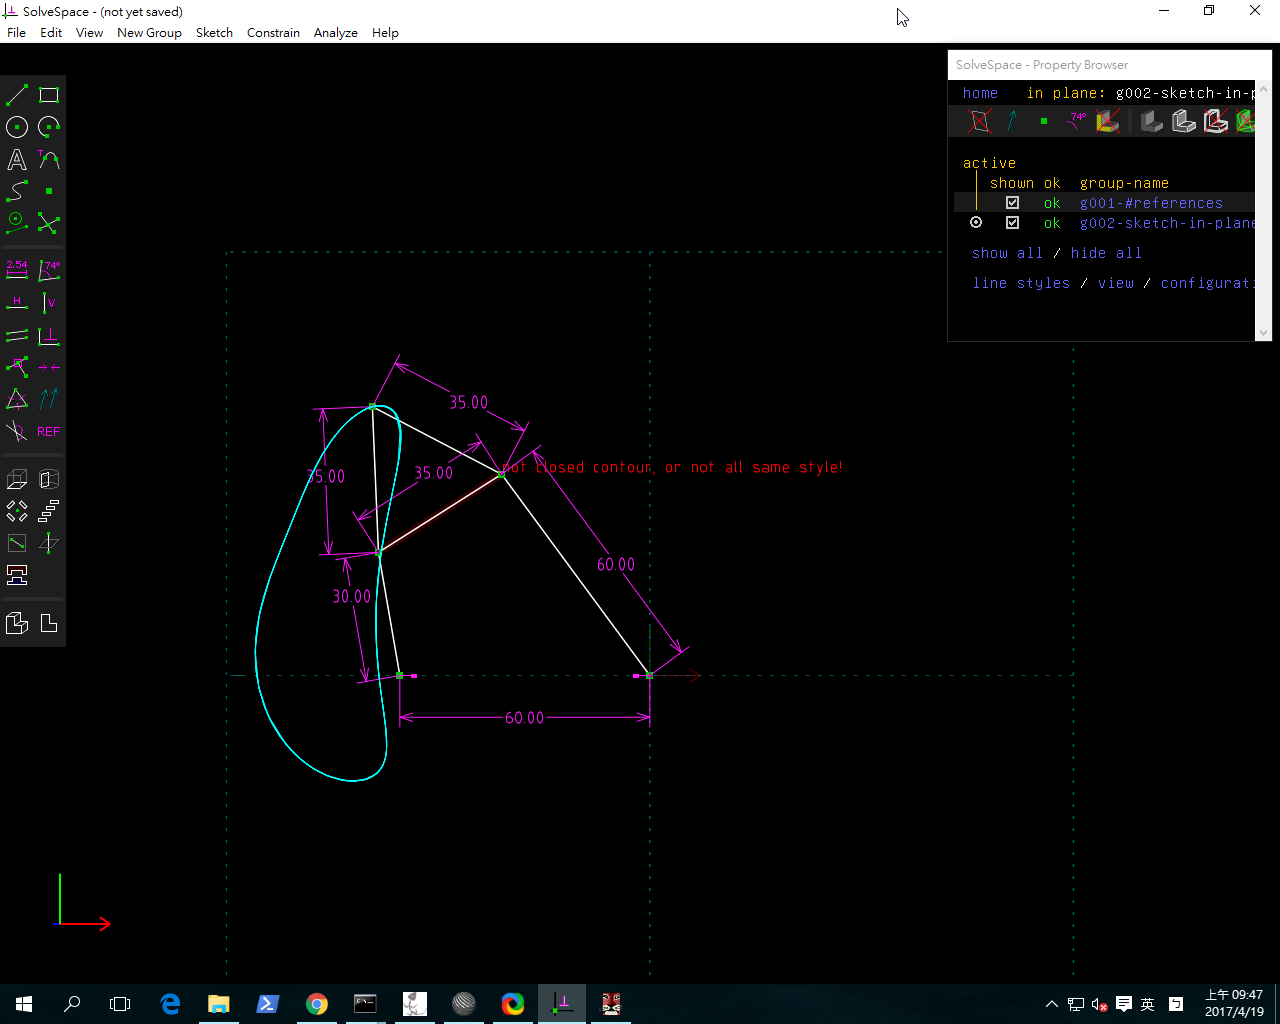 SolveSpace - (not yet saved)
File Edit View New Group Sketch Constrain Analyze Help
SolveSpace - Property Browser
home in plane: g002-sketch-in-p
74º
active
shown ok group-name
ok g001-#references
ok g002-sketch-in-plane
show all / hide all
line styles / view / configurati
A T
2.54 74º
H V
REF
35.00
35.00
35.00
not closed contour, or not all same style!
60.00
30.00
60.00
英
上午 09:47
2017/4/19